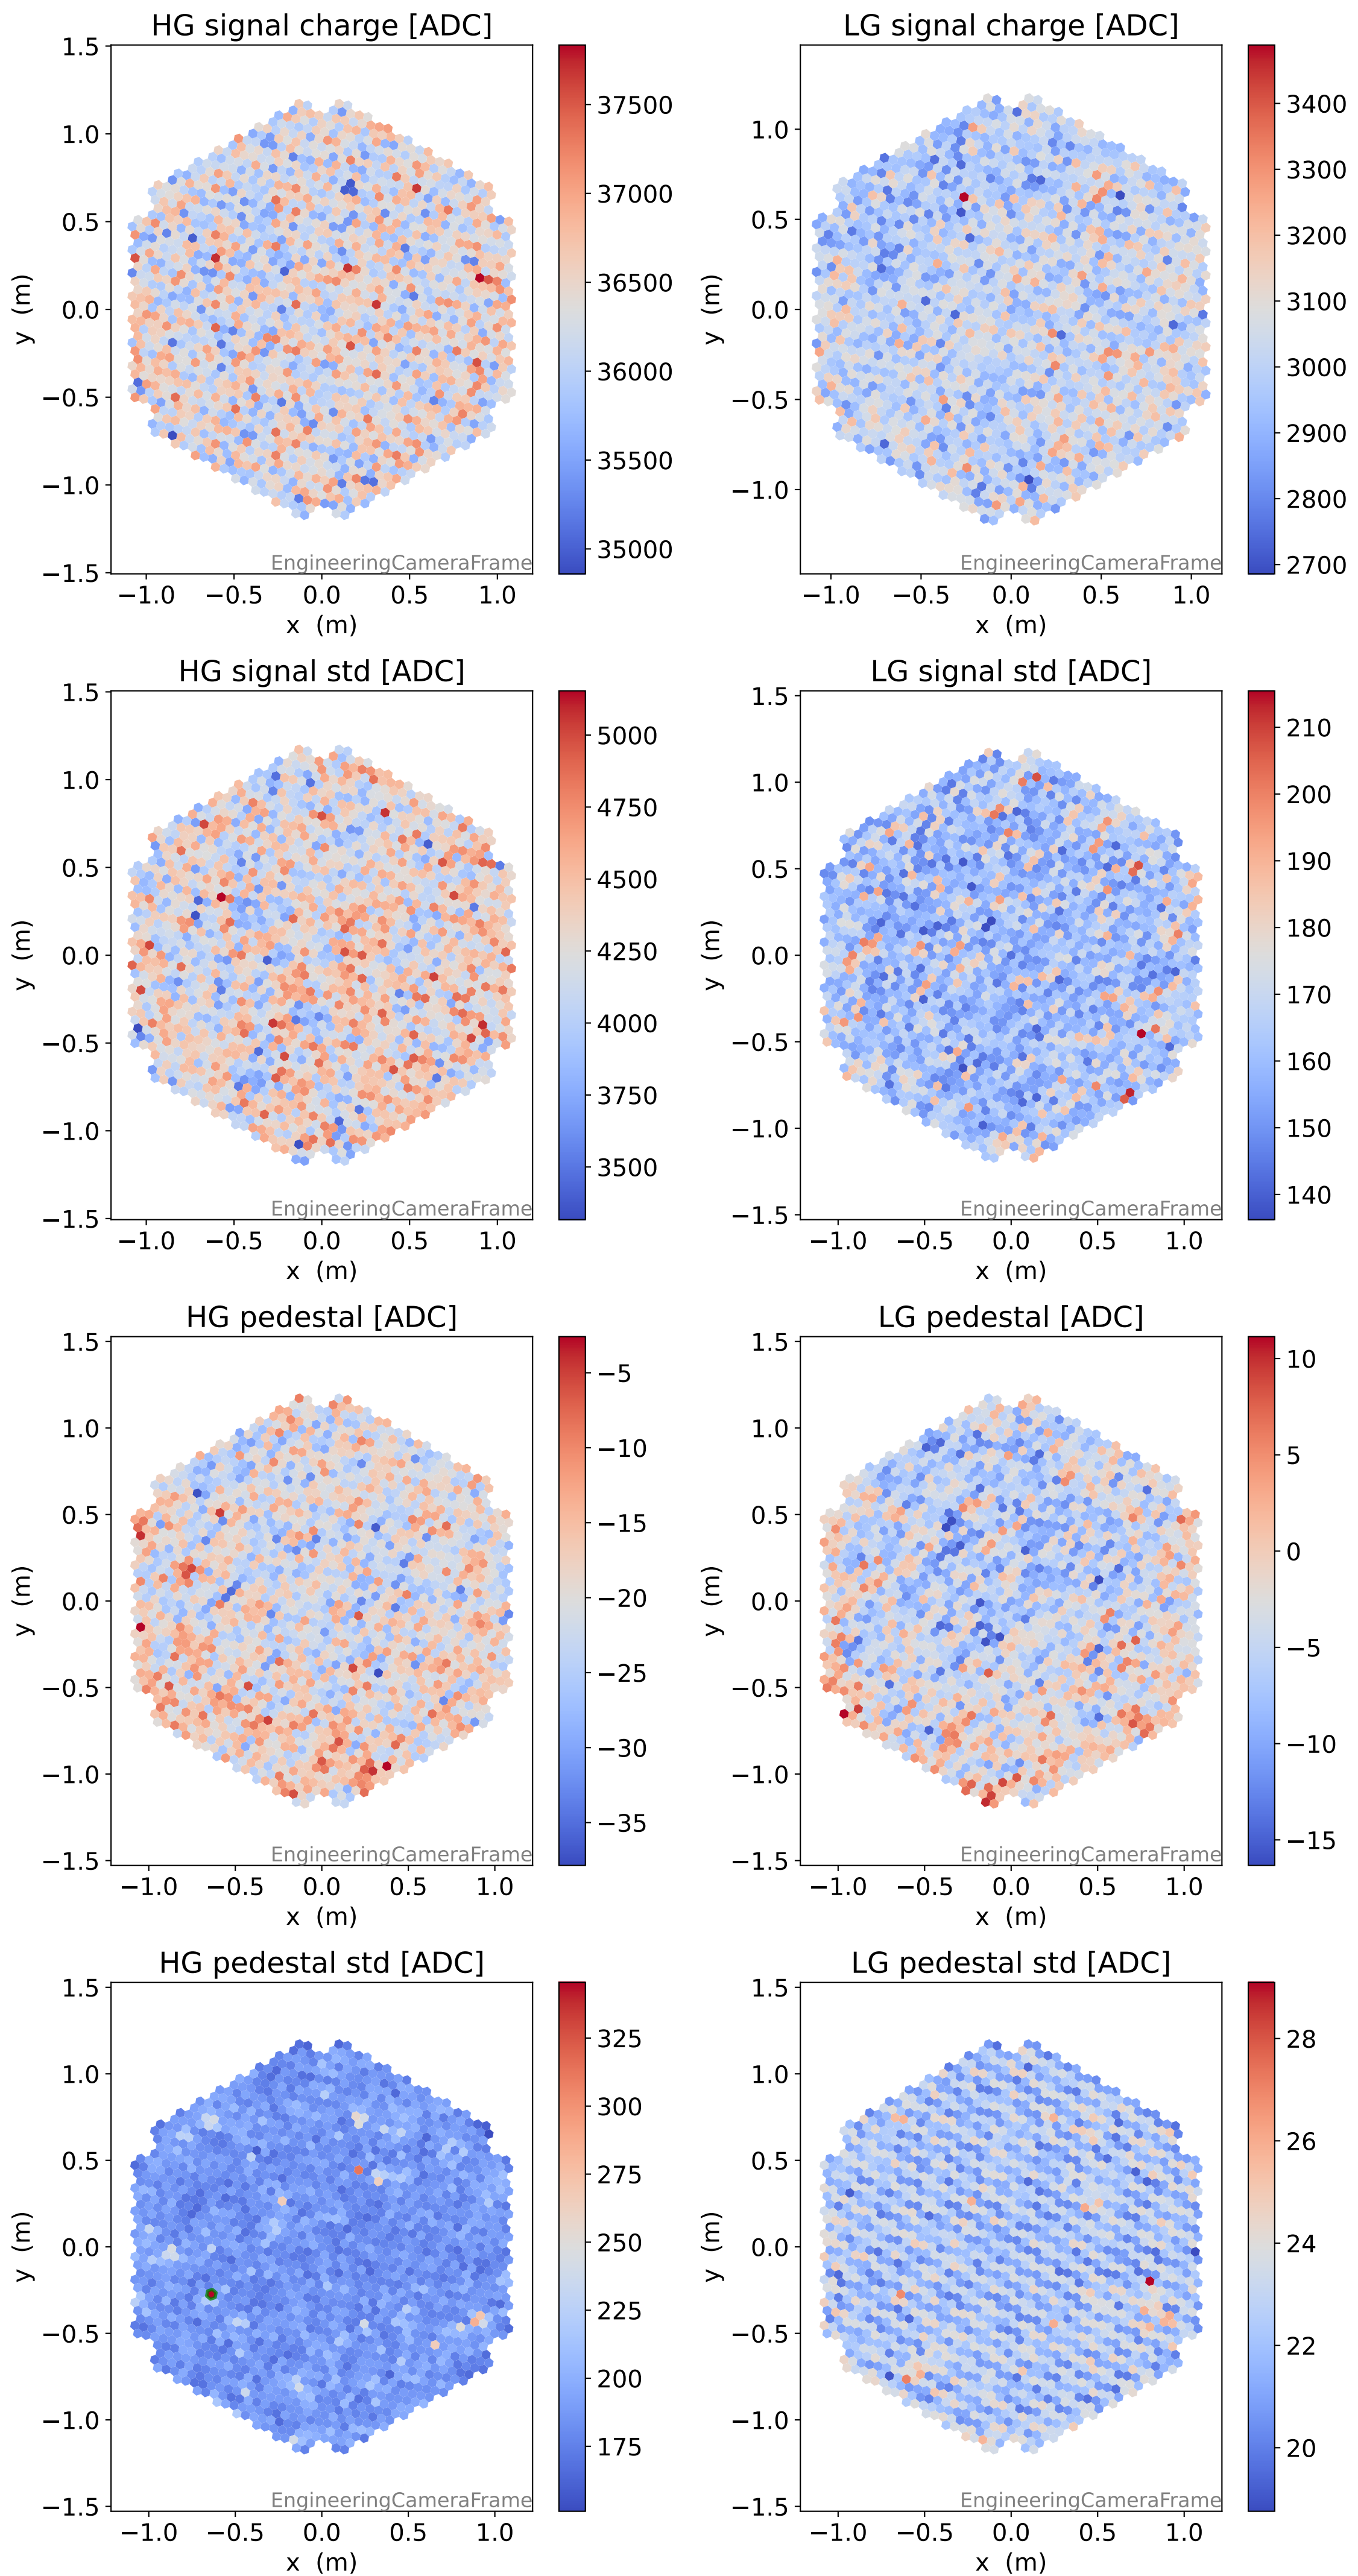 HG signal charge [ADC]
LG signal charge [ADC]
1.5
1.0
0.5
0.0
−0.5
−1.0
−1.5
y (m)
−1.0 −0.5 0.0 0.5 1.0
x (m)
EngineeringCameraFrame
37500
37000
36500
36000
35500
35000
1.0
0.5
0.0
−0.5
−1.0
y (m)
−1.0 −0.5 0.0 0.5 1.0
x (m)
EngineeringCameraFrame
3400
3300
3200
3100
3000
2900
2800
2700
HG signal std [ADC]
LG signal std [ADC]
1.5
1.0
0.5
0.0
−0.5
−1.0
−1.5
y (m)
−1.0 −0.5 0.0 0.5 1.0
x (m)
EngineeringCameraFrame
5000
4750
4500
4250
4000
3750
3500
1.5
1.0
0.5
0.0
−0.5
−1.0
−1.5
y (m)
−1.0 −0.5 0.0 0.5 1.0
x (m)
EngineeringCameraFrame
210
200
190
180
170
160
150
140
HG pedestal [ADC]
LG pedestal [ADC]
1.5
1.0
0.5
0.0
−0.5
−1.0
−1.5
y (m)
−1.0 −0.5 0.0 0.5 1.0
x (m)
EngineeringCameraFrame
−5
−10
−15
−20
−25
−30
−35
1.5
1.0
0.5
0.0
−0.5
−1.0
−1.5
y (m)
−1.0 −0.5 0.0 0.5 1.0
x (m)
EngineeringCameraFrame
10
5
0
−5
−10
−15
HG pedestal std [ADC]
LG pedestal std [ADC]
1.5
1.0
0.5
0.0
−0.5
−1.0
−1.5
y (m)
−1.0 −0.5 0.0 0.5 1.0
x (m)
EngineeringCameraFrame
325
300
275
250
225
200
175
1.5
1.0
0.5
0.0
−0.5
−1.0
−1.5
y (m)
−1.0 −0.5 0.0 0.5 1.0
x (m)
EngineeringCameraFrame
28
26
24
22
20